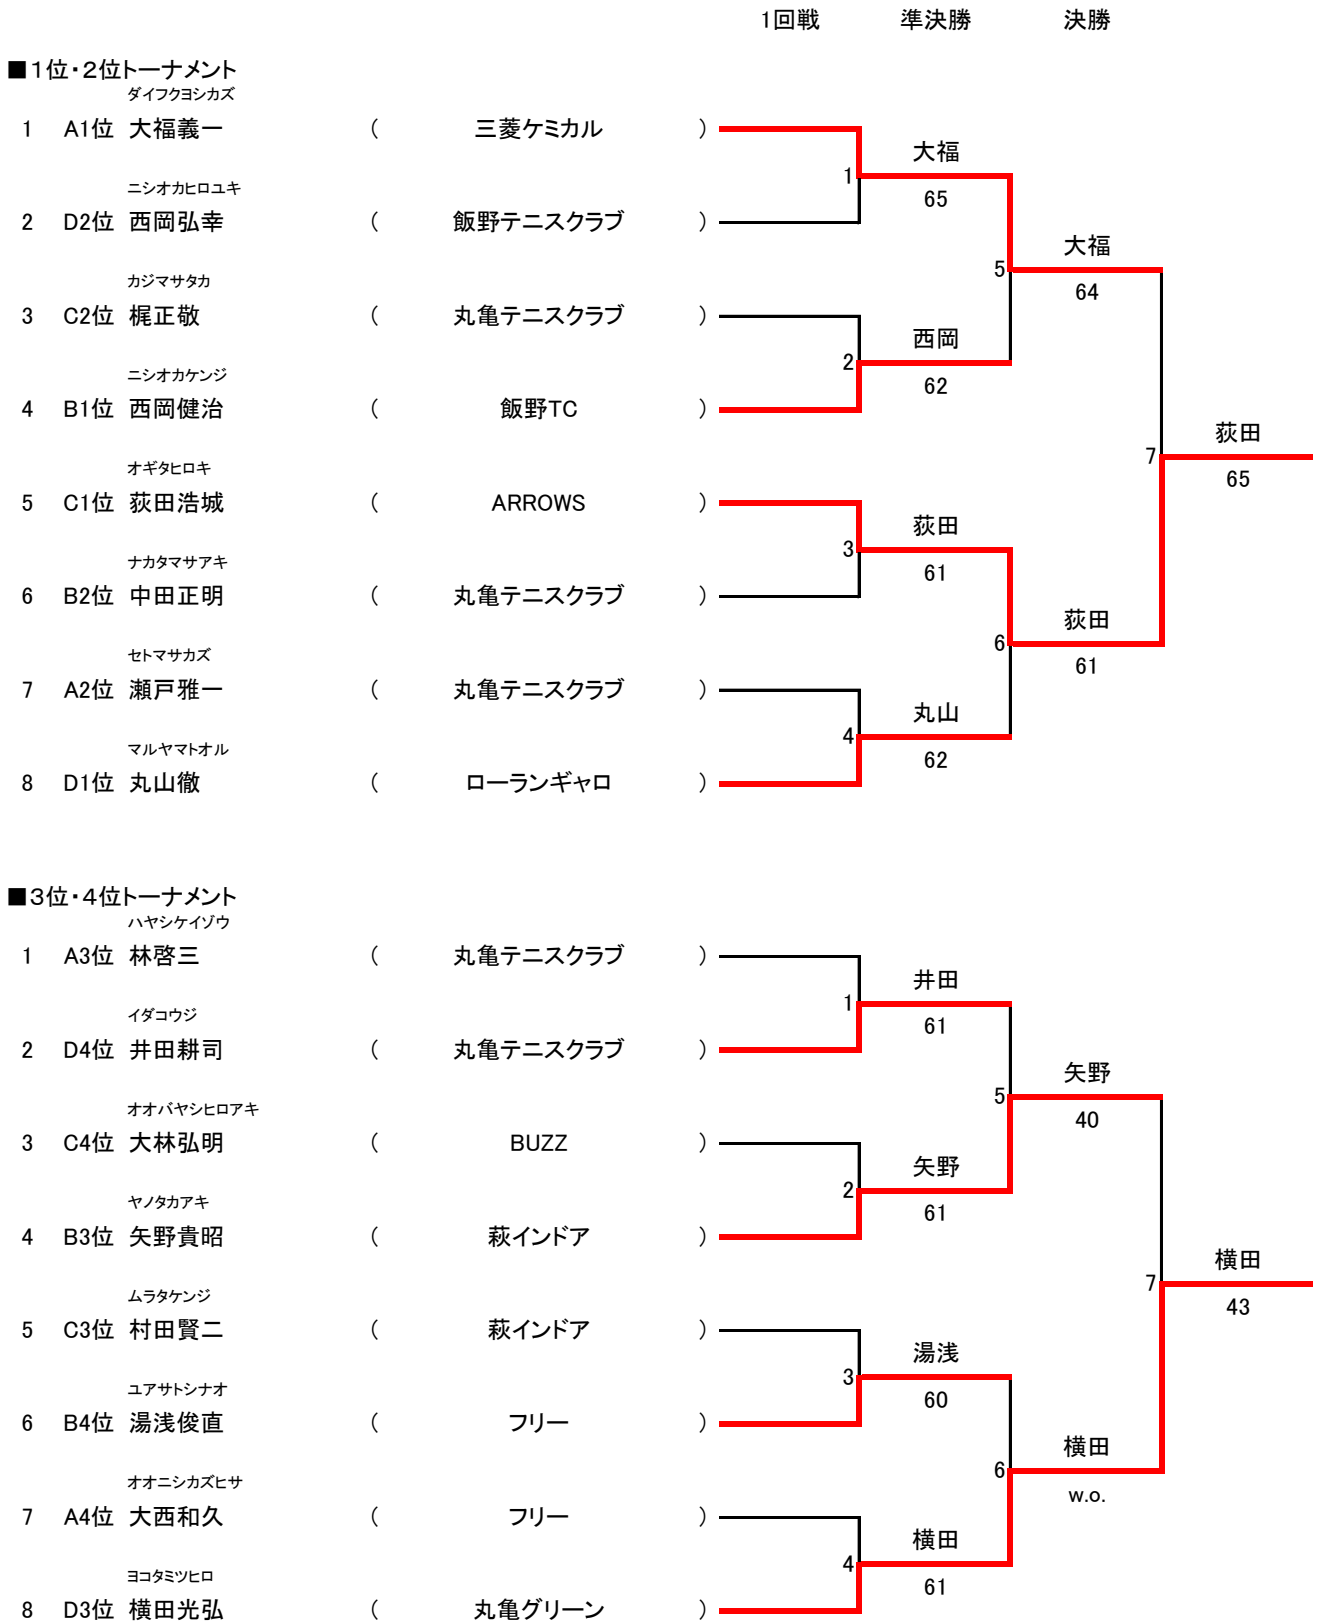 1回戦 準決勝 決勝
■1位・2位トーナメント
ダイフクヨシカズ
1 A1位 大福義一 ( 三菱ケミカル )
大福
1
65
ニシオカヒロユキ
2 D2位 西岡弘幸 ( 飯野テニスクラブ )
大福
5
64
カジマサタカ
3 C2位 梶正敬 ( 丸亀テニスクラブ )
西岡
2
62
ニシオカケンジ
4 B1位 西岡健治 ( 飯野TC )
荻田
7
65
オギタヒロキ
5 C1位 荻田浩城 ( ARROWS )
荻田
3
61
ナカタマサアキ
6 B2位 中田正明 ( 丸亀テニスクラブ )
荻田
6
61
セトマサカズ
7 A2位 瀬戸雅一 ( 丸亀テニスクラブ )
丸山
4
62
マルヤマトオル
8 D1位 丸山徹 ( ローランギャロ )
■3位・4位トーナメント
ハヤシケイゾウ
1 A3位 林啓三 ( 丸亀テニスクラブ )
井田
1
61
イダコウジ
2 D4位 井田耕司 ( 丸亀テニスクラブ )
矢野
5
40
オオバヤシヒロアキ
3 C4位 大林弘明 ( BUZZ )
矢野
2
61
ヤノタカアキ
4 B3位 矢野貴昭 ( 萩インドア )
横田
7
43
ムラタケンジ
5 C3位 村田賢二 ( 萩インドア )
湯浅
3
60
ユアサトシナオ
6 B4位 湯浅俊直 ( フリー )
横田
6
w.o.
オオニシカズヒサ
7 A4位 大西和久 ( フリー )
横田
4
61
ヨコタミツヒロ
8 D3位 横田光弘 ( 丸亀グリーン )